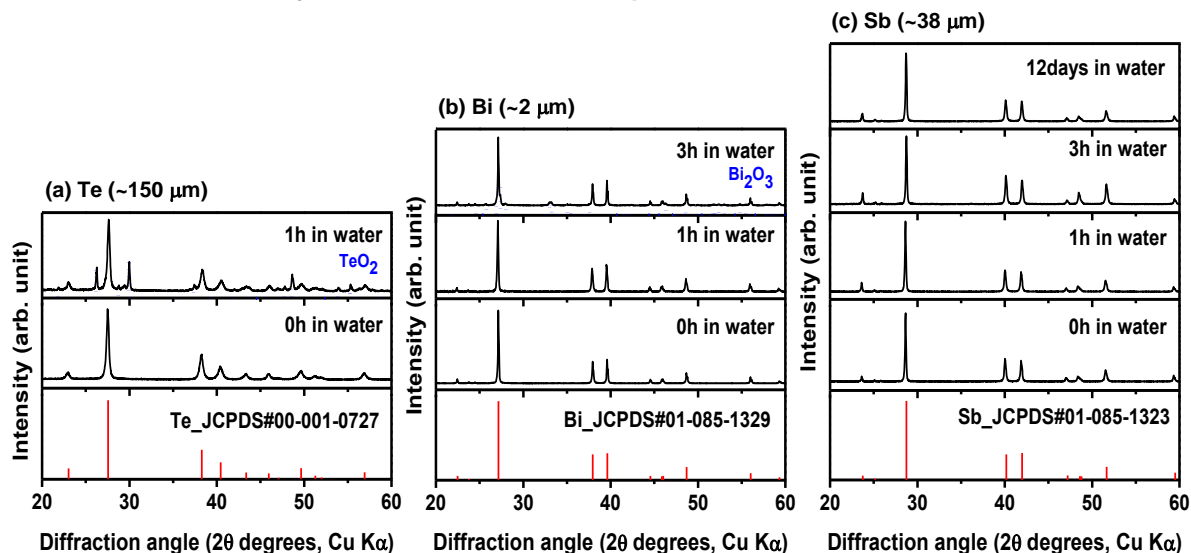 (a) Te (~150 μm)
Intensity (arb. unit)
1h in water
TeO2
0h in water
Te_JCPDS#00-001-0727
20 30 40 50 60
Diffraction angle (2θ degrees, Cu Kα)
(b) Bi (~2 μm)
Intensity (arb. unit)
3h in water
Bi2O3
1h in water
0h in water
Bi_JCPDS#01-085-1329
20 30 40 50 60
Diffraction angle (2θ degrees, Cu Kα)
(c) Sb (~38 μm)
Intensity (arb. unit)
12days in water
3h in water
1h in water
0h in water
Sb_JCPDS#01-085-1323
20 30 40 50 60
Diffraction angle (2θ degrees, Cu Kα)